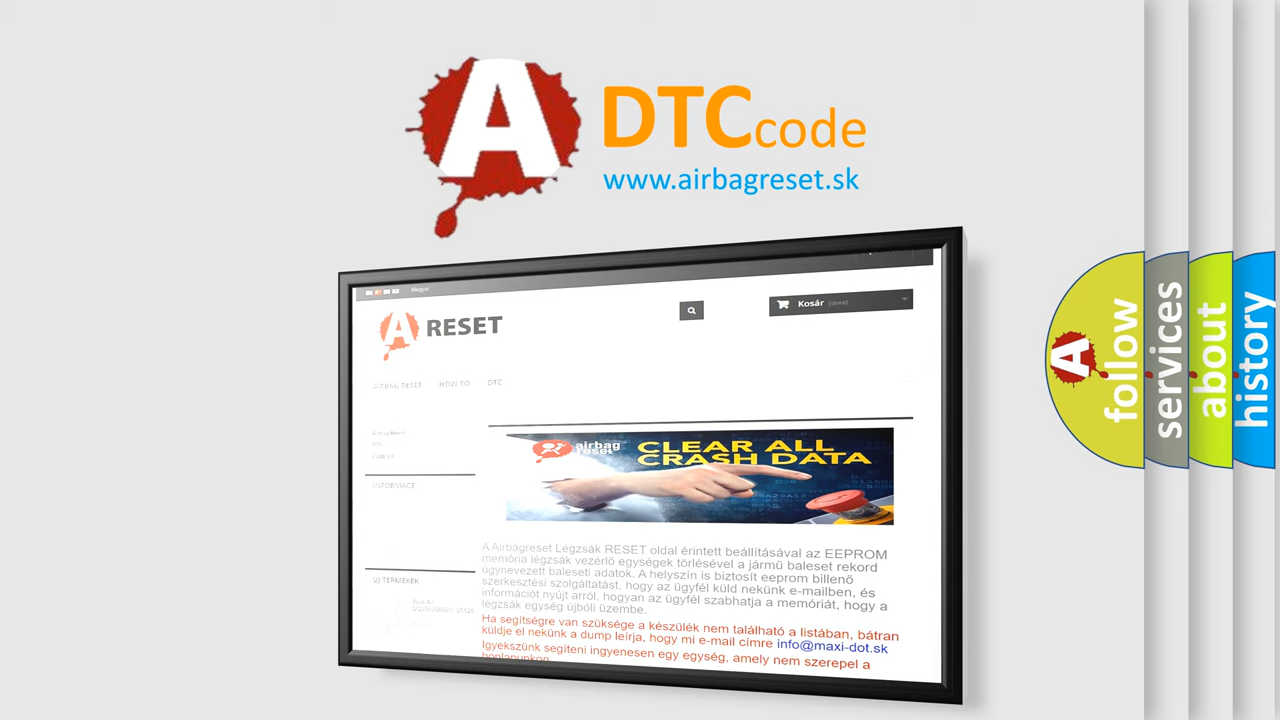 A
DTCcode
www.airbagreset.sk
Magyar
A RESET
Kosár (üres)
AIRBAG RESET HOW TO DTC
INFORMACE
airbag
reset
CLEAR ALL
CRASH DATA
A Airbagreset Légzsák RESET oldal érintett beállításával az EEPROM
memória légzsák vezérlő egységek törlésével a jármű baleset rekord
úgynevezett baleseti adatok. A helyszín is biztosít eeprom billenő
szerkesztési szolgáltatást, hogy az ügyfél küld nekünk e-mailben, és
információt nyújt arról, hogyan az ügyfél szabhatja a memóriát, hogy a
légzsák egység újbóli üzembe.
Ha segítségre van szüksége a készülék nem található a listában, bátran
küldje el nekünk a dump leírja, hogy mi e-mail címre info@maxi-dot.sk
Igyekszünk segíteni ingyenesen egy egység, amely nem szerepel a
honlapunkon
ÚJ TERMÉKEK
A
follow
services
about
history